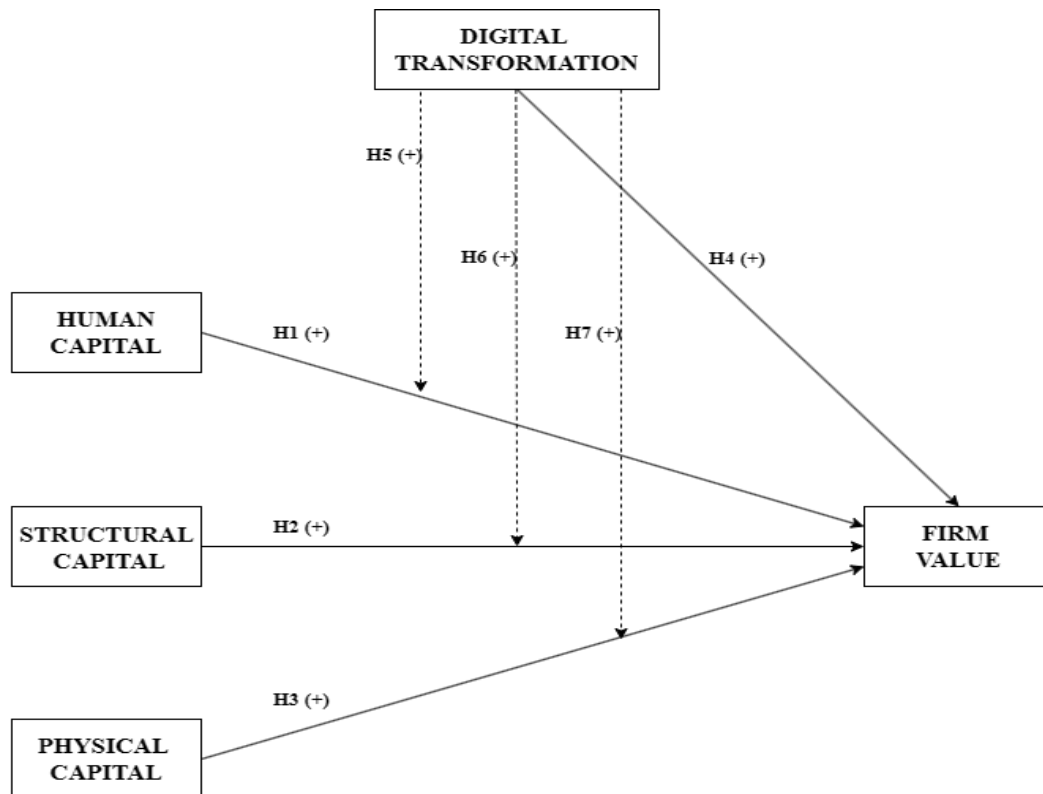 DIGITAL
TRANSFORMATION
H5 (+)
H6 (+)
H4 (+)
HUMAN
CAPITAL
H1 (+)
H7 (+)
STRUCTURAL
CAPITAL
H2 (+)
FIRM
VALUE
H3 (+)
PHYSICAL
CAPITAL